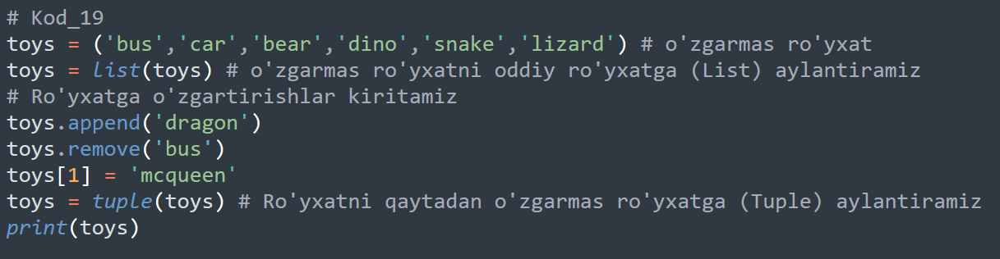 # Kod_19
toys = ('bus','car','bear','dino','snake','lizard') # o'zgarmas ro'yxat
toys = list(toys) # o'zgarmas ro'yxatni oddiy ro'yxatga (List) aylantiramiz
# Ro'yxatga o'zgartirishlar kiritamiz
toys.append('dragon')
toys.remove('bus')
toys[1] = 'mcqueen'
toys = tuple(toys) # Ro'yxatni qaytadan o'zgarmas ro'yxatga (Tuple) aylantiramiz
print(toys)